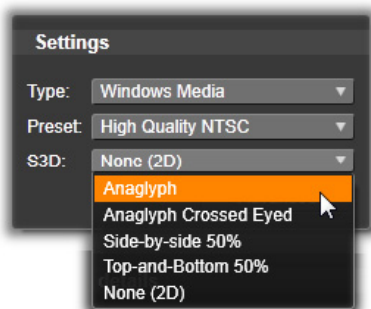 Settings
Type: Windows Media
Preset: High Quality NTSC
S3D: None (2D)
Anaglyph
Anaglyph Crossed Eyed
Side-by-side 50%
Top-and-Bottom 50%
None (2D)